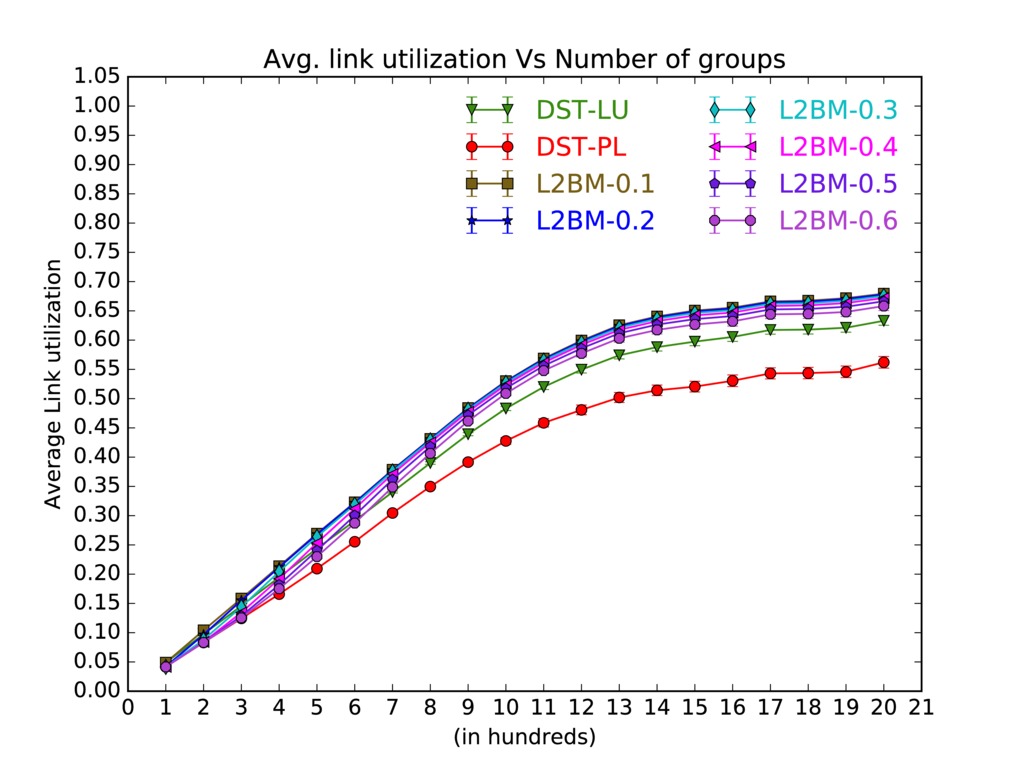 Avg. link utilization Vs Number of groups
1.05
1.00
0.95
0.90
0.85
0.80
0.75
0.70
0.65
0.60
0.55
0.50
0.45
0.40
0.35
0.30
0.25
0.20
0.15
0.10
0.05
0.00
Average Link utilization
DST-LU
DST-PL
L2BM-0.1
L2BM-0.2
L2BM-0.3
L2BM-0.4
L2BM-0.5
L2BM-0.6
0 1 2 3 4 5 6 7 8 9 10 11 12 13 14 15 16 17 18 19 20 21
(in hundreds)